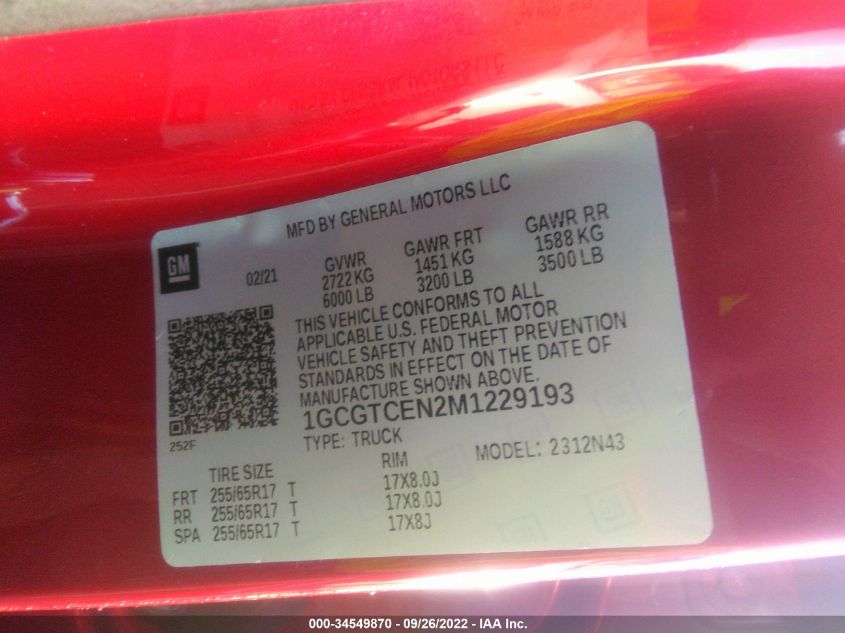 MFD BY GENERAL MOTORS LLC
GM
02/21
GVWR GAWR FRT GAWR RR
2722 KG 1451 KG 1588 KG
6000 LB 3200 LB 3500 LB
THIS VEHICLE CONFORMS TO ALL
APPLICABLE U.S. FEDERAL MOTOR
VEHICLE SAFETY AND THEFT PREVENTION
STANDARDS IN EFFECT ON THE DATE OF
MANUFACTURE SHOWN ABOVE.
1GCGTCEN2M1229193
252F
TYPE: TRUCK MODEL: 2312N43
TIRE SIZE RIM
FRT 255/65R17 T 17X8.0J
RR 255/65R17 T 17X8.0J
SPA 255/65R17 T 17X8J
000-34549870 - 09/26/2022 - IAA Inc.